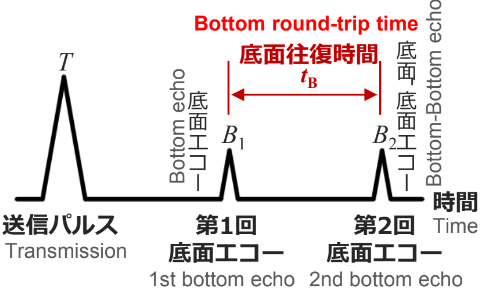 Bottom round-trip time
底面往復時間
tB
T
Bottom echo
底面エコー
B1
B2
底面-底面エコー
Bottom-Bottom echo
時間
Time
送信パルス
Transmission
第1回
底面エコー
1st bottom echo
第2回
底面エコー
2nd bottom echo